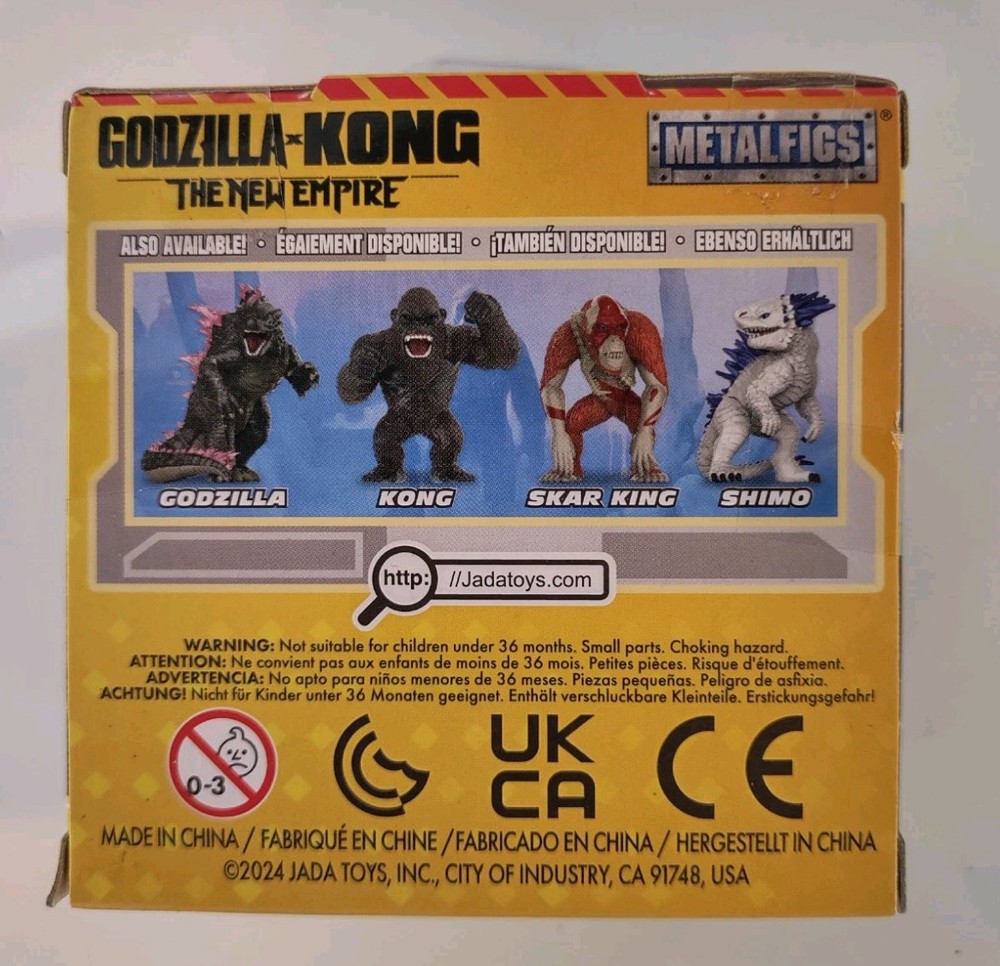 GODZILLA x KONG
THE NEW EMPIRE
METALFIGS®
ALSO AVAILABLE! • ÉGAIEMENT DISPONIBLE! • ¡TAMBIÉN DISPONIBLE! • EBENSO ERHÄLTLICH
GODZILLA KONG SKAR KING SHIMO
http: //Jadatoys.com
WARNING: Not suitable for children under 36 months. Small parts. Choking hazard.
ATTENTION: Ne convient pas aux enfants de moins de 36 mois. Petites pièces. Risque d'étouffement.
ADVERTENCIA: No apto para niños menores de 36 meses. Piezas pequeñas. Peligro de asfixia.
ACHTUNG! Nicht für Kinder unter 36 Monaten geeignet. Enthält verschluckbare Kleinteile. Erstickungsgefahr!
0-3
UK
CA
CE
MADE IN CHINA / FABRIQUÉ EN CHINE / FABRICADO EN CHINA / HERGESTELLT IN CHINA
©2024 JADA TOYS, INC., CITY OF INDUSTRY, CA 91748, USA